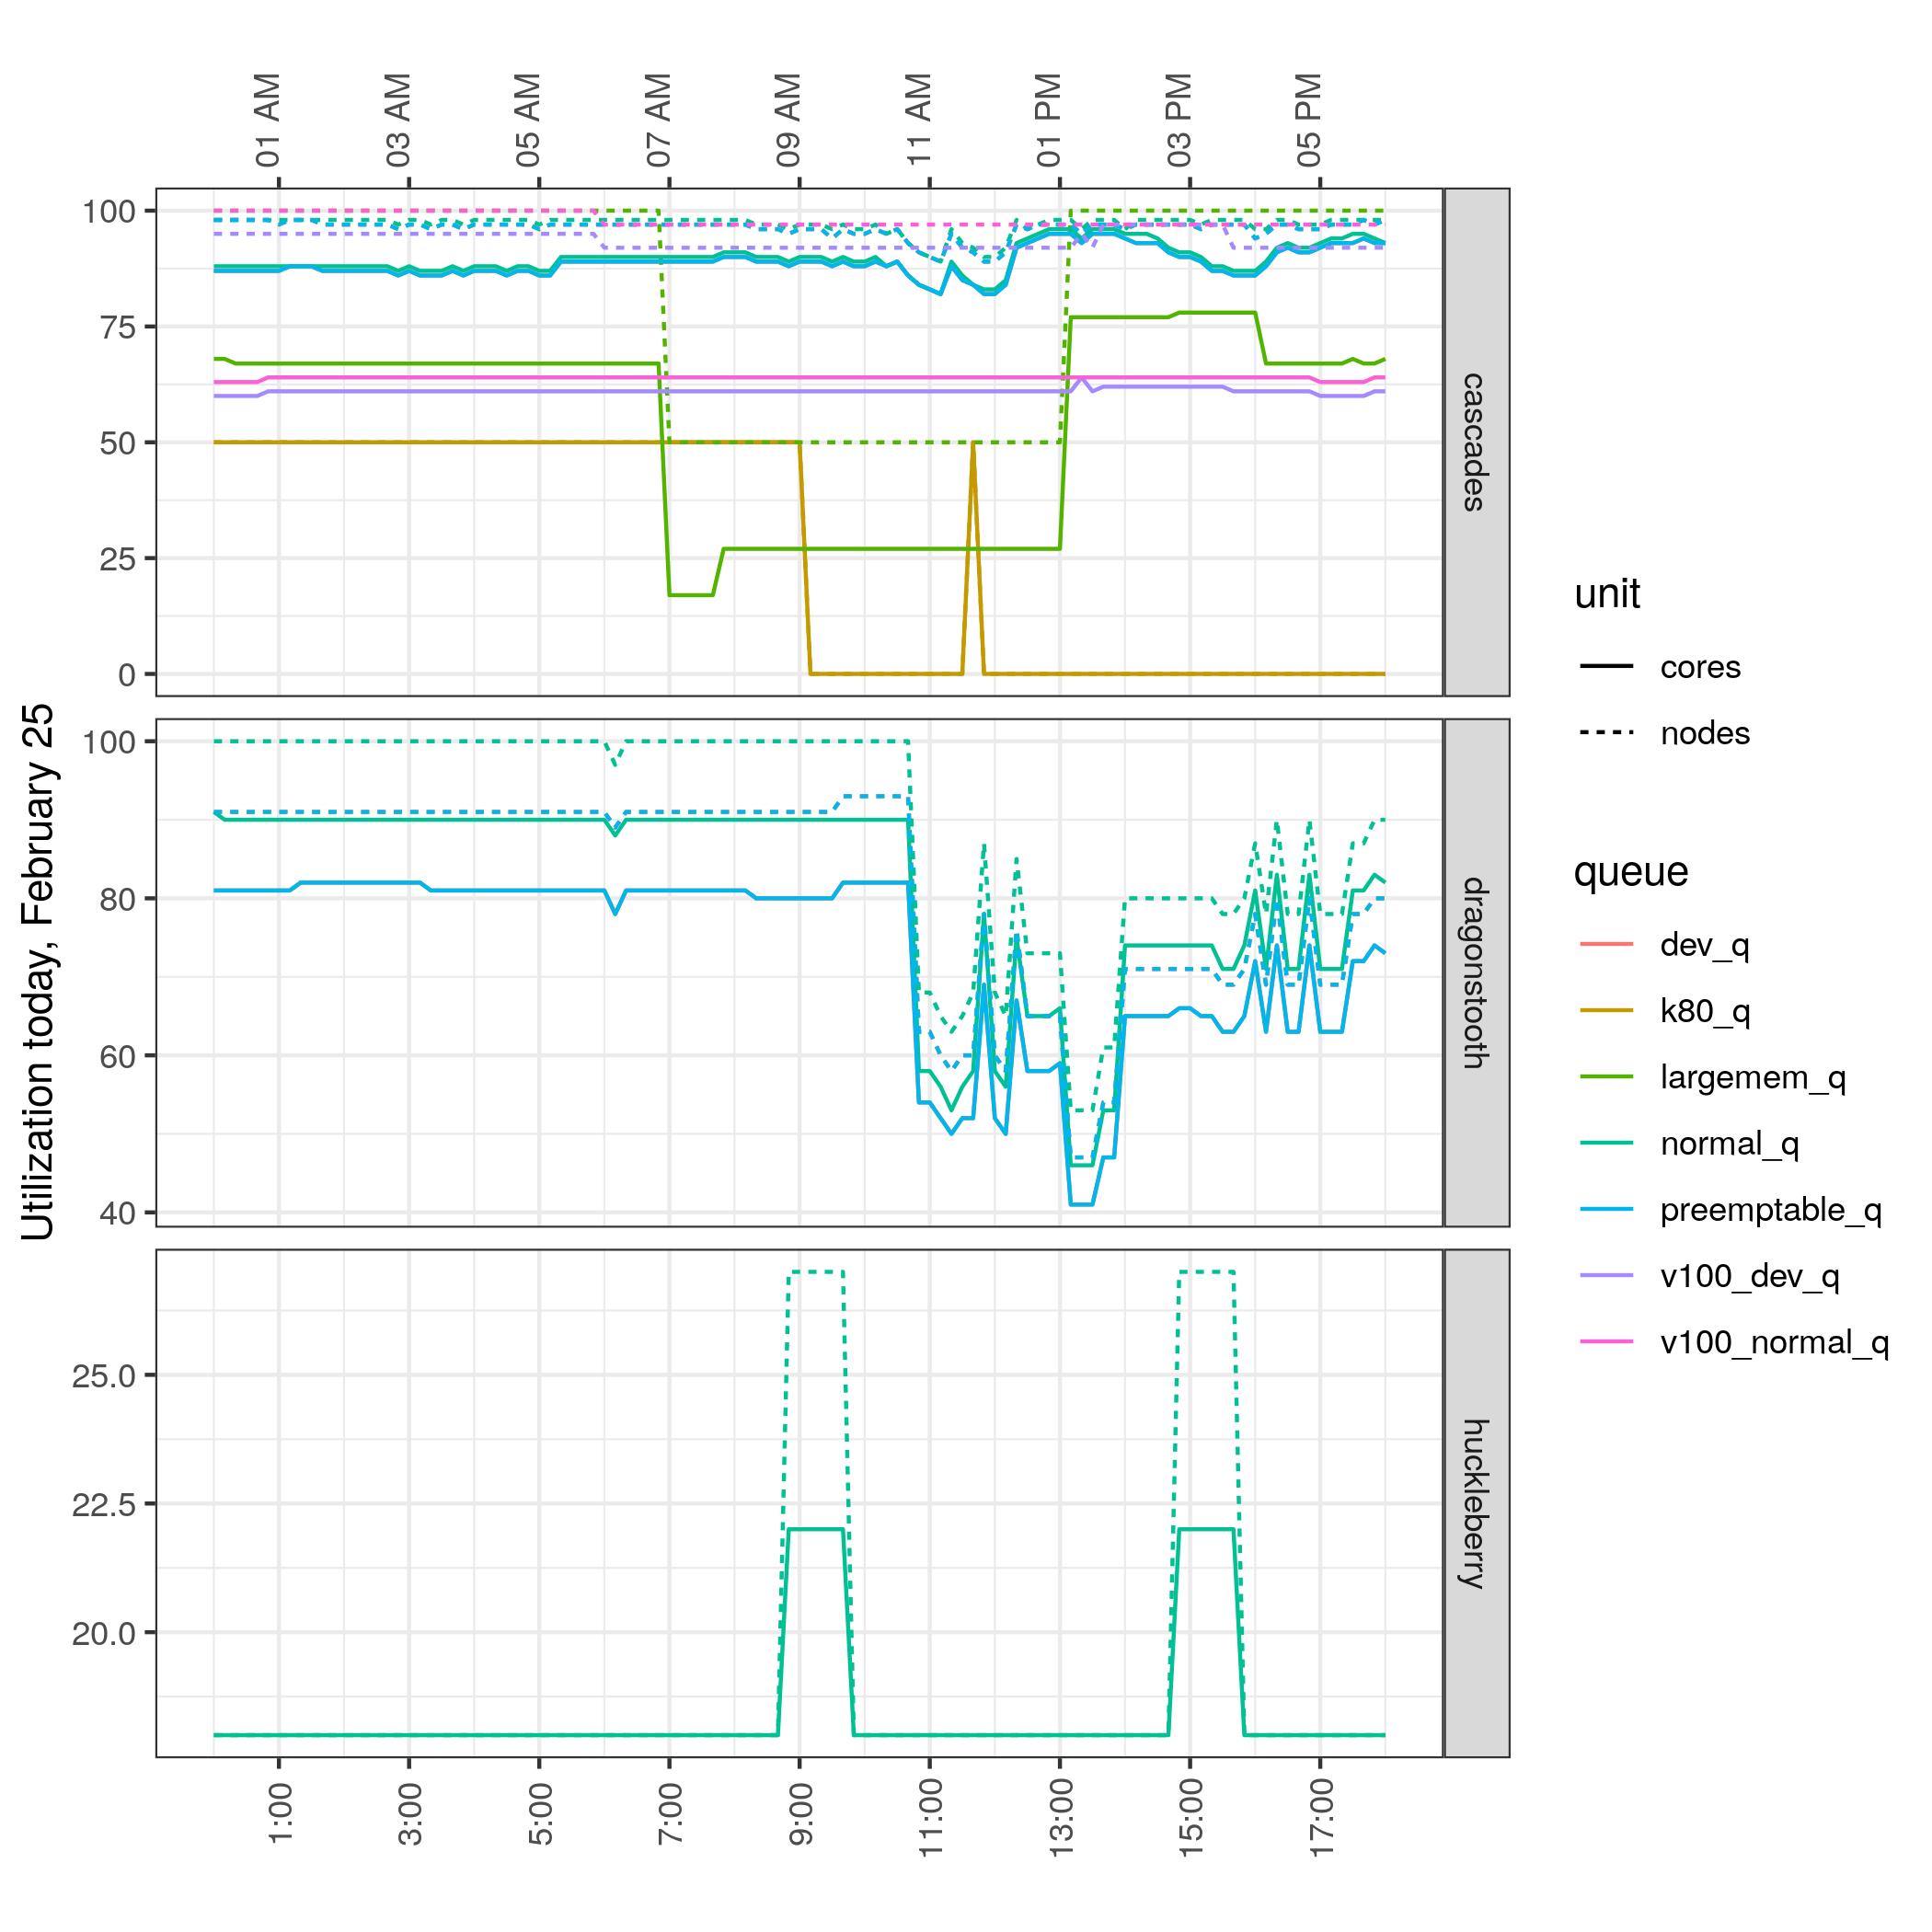 01 AM
03 AM
05 AM
07 AM
09 AM
11 AM
01 PM
03 PM
05 PM
Utilization today, February 25
100
75
50
25
0
cascades
100
80
60
40
dragonstooth
25.0
22.5
20.0
huckleberry
1:00
3:00
5:00
7:00
9:00
11:00
13:00
15:00
17:00
unit
cores
nodes
queue
dev_q
k80_q
largemem_q
normal_q
preemptable_q
v100_dev_q
v100_normal_q